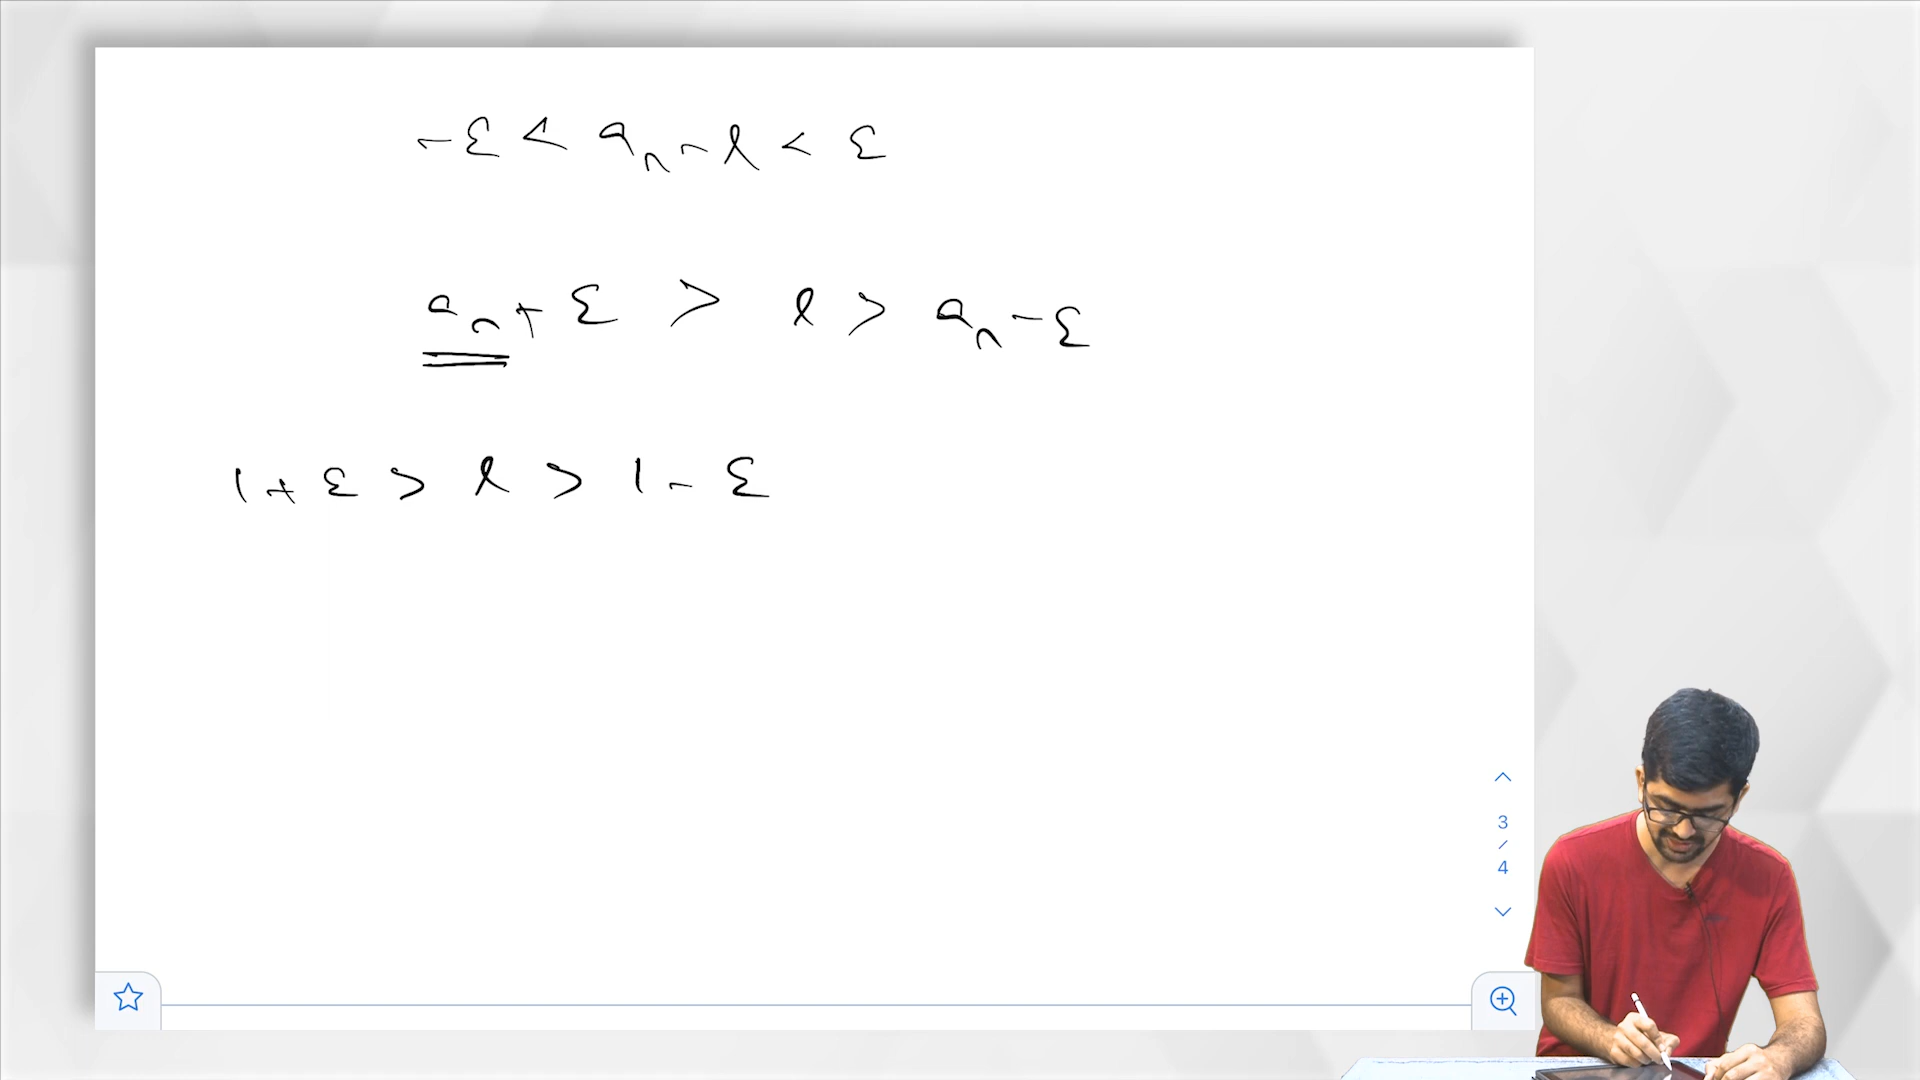 -ε < aₙ - l < ε
aₙ + ε > l > aₙ - ε
1 + ε > l > 1 - ε
3
/
4